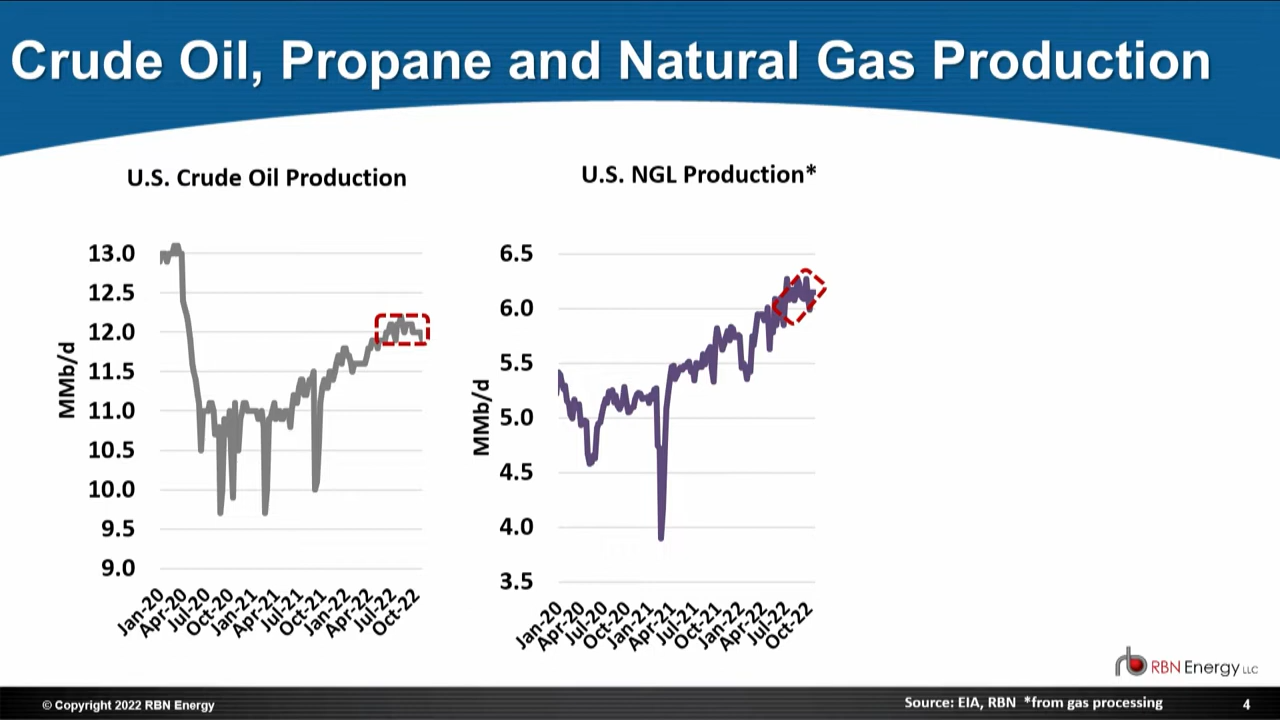 Crude Oil, Propane and Natural Gas Production
U.S. Crude Oil Production
MMb/d
13.0
12.5
12.0
11.5
11.0
10.5
10.0
9.5
9.0
Jan-20
Apr-20
Jul-20
Oct-20
Jan-21
Apr-21
Jul-21
Oct-21
Jan-22
Apr-22
Jul-22
Oct-22
U.S. NGL Production*
MMb/d
6.5
6.0
5.5
5.0
4.5
4.0
3.5
Jan-20
Apr-20
Jul-20
Oct-20
Jan-21
Apr-21
Jul-21
Oct-21
Jan-22
Apr-22
Jul-22
Oct-22
RBN Energy LLC
© Copyright 2022 RBN Energy
Source: EIA, RBN *from gas processing
4